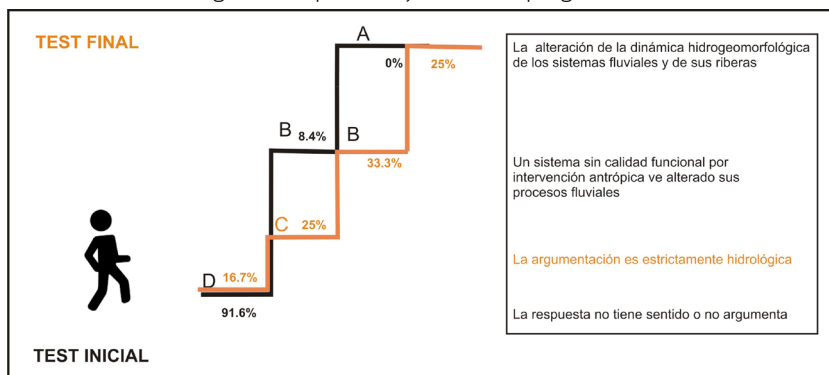 TEST FINAL
A
0%
25%
B
8.4%
B
33.3%
C
25%
D
16.7%
91.6%
TEST INICIAL
La alteración de la dinámica hidrogeomorfológica
de los sistemas fluviales y de sus riberas
Un sistema sin calidad funcional por
intervención antrópica ve alterado sus
procesos fluviales
La argumentación es estrictamente hidrológica
La respuesta no tiene sentido o no argumenta